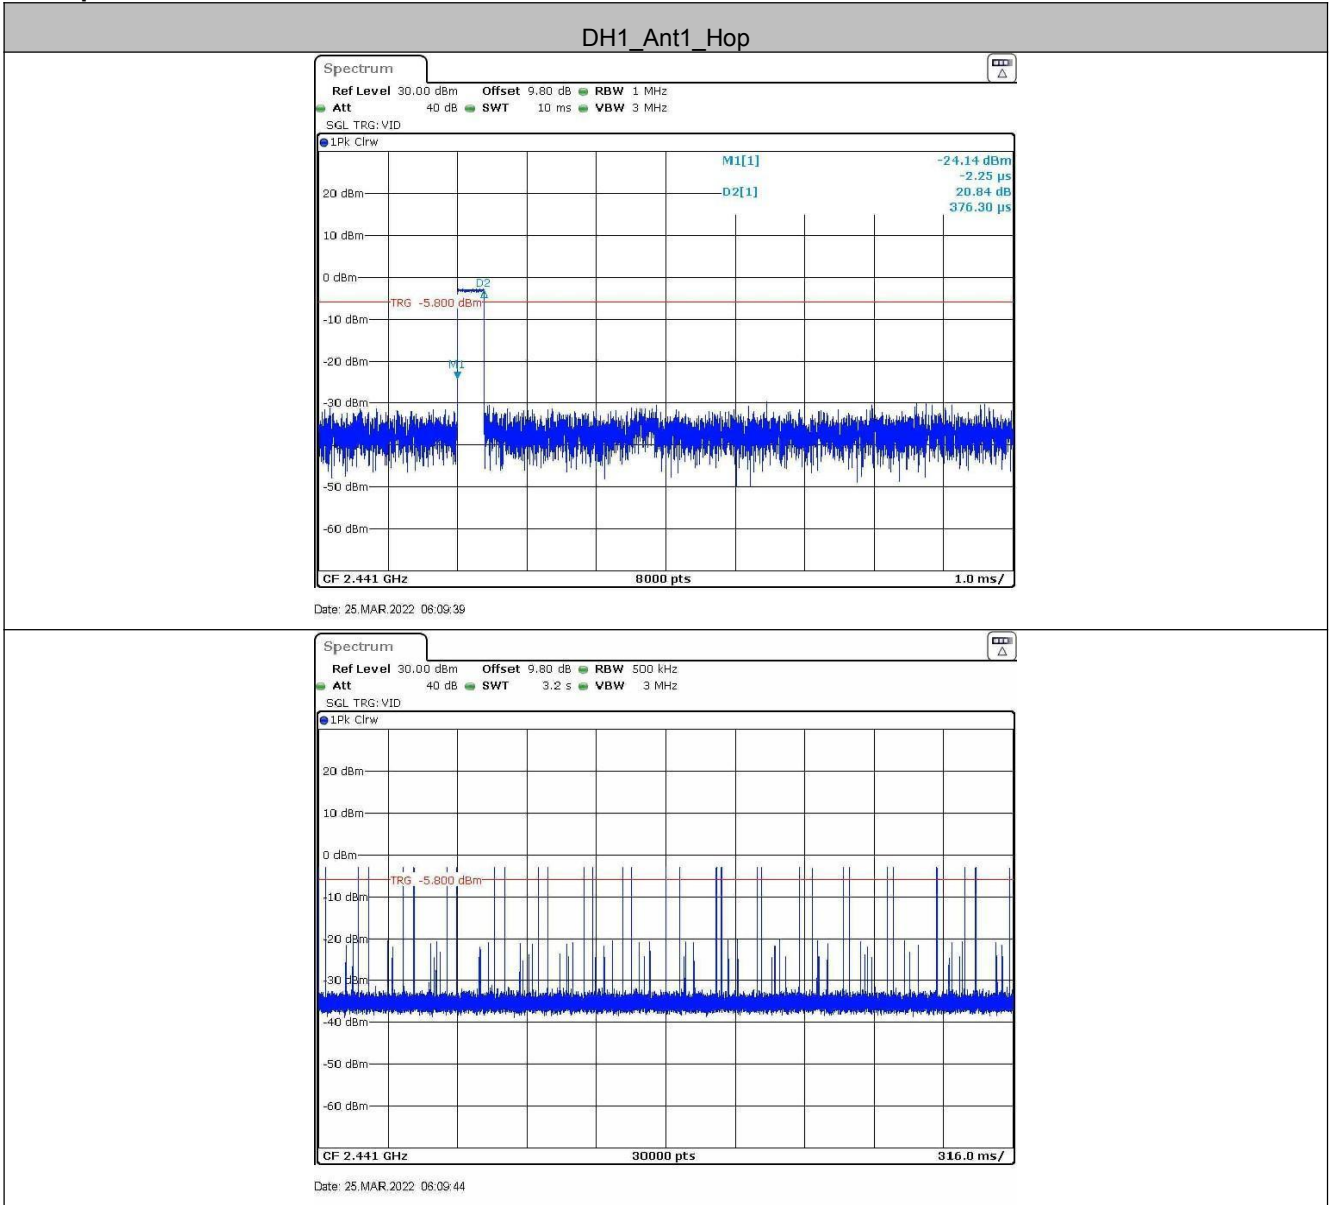 DH1_Ant1_Hop
Spectrum
Ref Level 30.00 dBm Offset 9.80 dB RBW 1 MHz
Att 40 dB SWT 10 ms VBW 3 MHz
SGL TRG: VID
1Pk Clrw
M1[1] -24.14 dBm
-2.25 µs
20 dBm D2[1] 20.84 dB
376.30 µs
10 dBm
0 dBm
D2
TRG -5.800 dBm
-10 dBm
-20 dBm
M1
-30 dBm
-50 dBm
-60 dBm
CF 2.441 GHz 8000 pts 1.0 ms/
Date: 25.MAR.2022 06:09:39
Spectrum
Ref Level 30.00 dBm Offset 9.80 dB RBW 500 kHz
Att 40 dB SWT 3.2 s VBW 3 MHz
SGL TRG: VID
1Pk Clrw
20 dBm
10 dBm
0 dBm
TRG -5.800 dBm
-10 dBm
-20 dBm
-30 dBm
-40 dBm
-50 dBm
-60 dBm
CF 2.441 GHz 30000 pts 316.0 ms/
Date: 25.MAR.2022 06:09:44